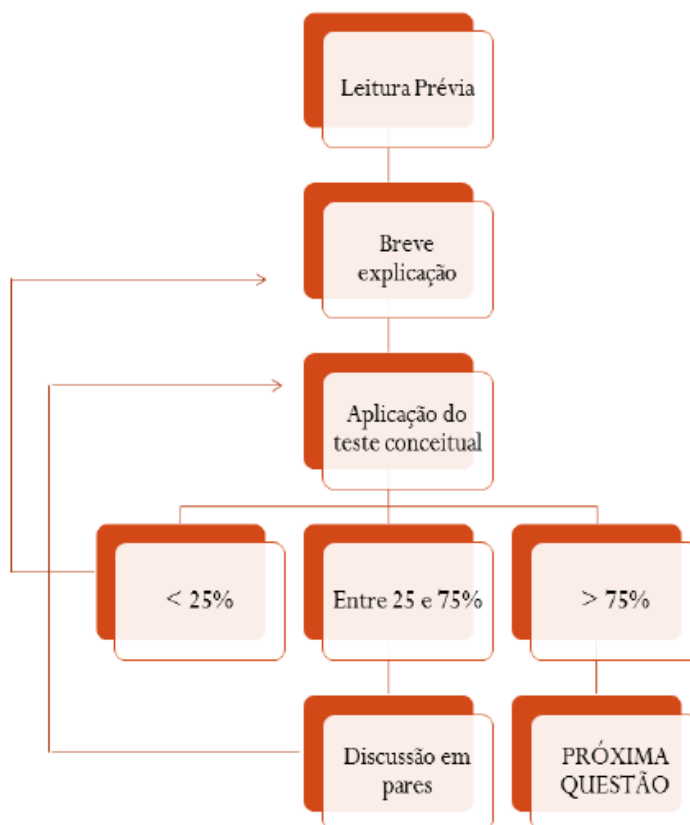 Leitura Prévia
Breve
explicação
Aplicação do
teste conceitual
< 25%
Entre 25 e 75%
> 75%
Discussão em
pares
PRÓXIMA
QUESTÃO